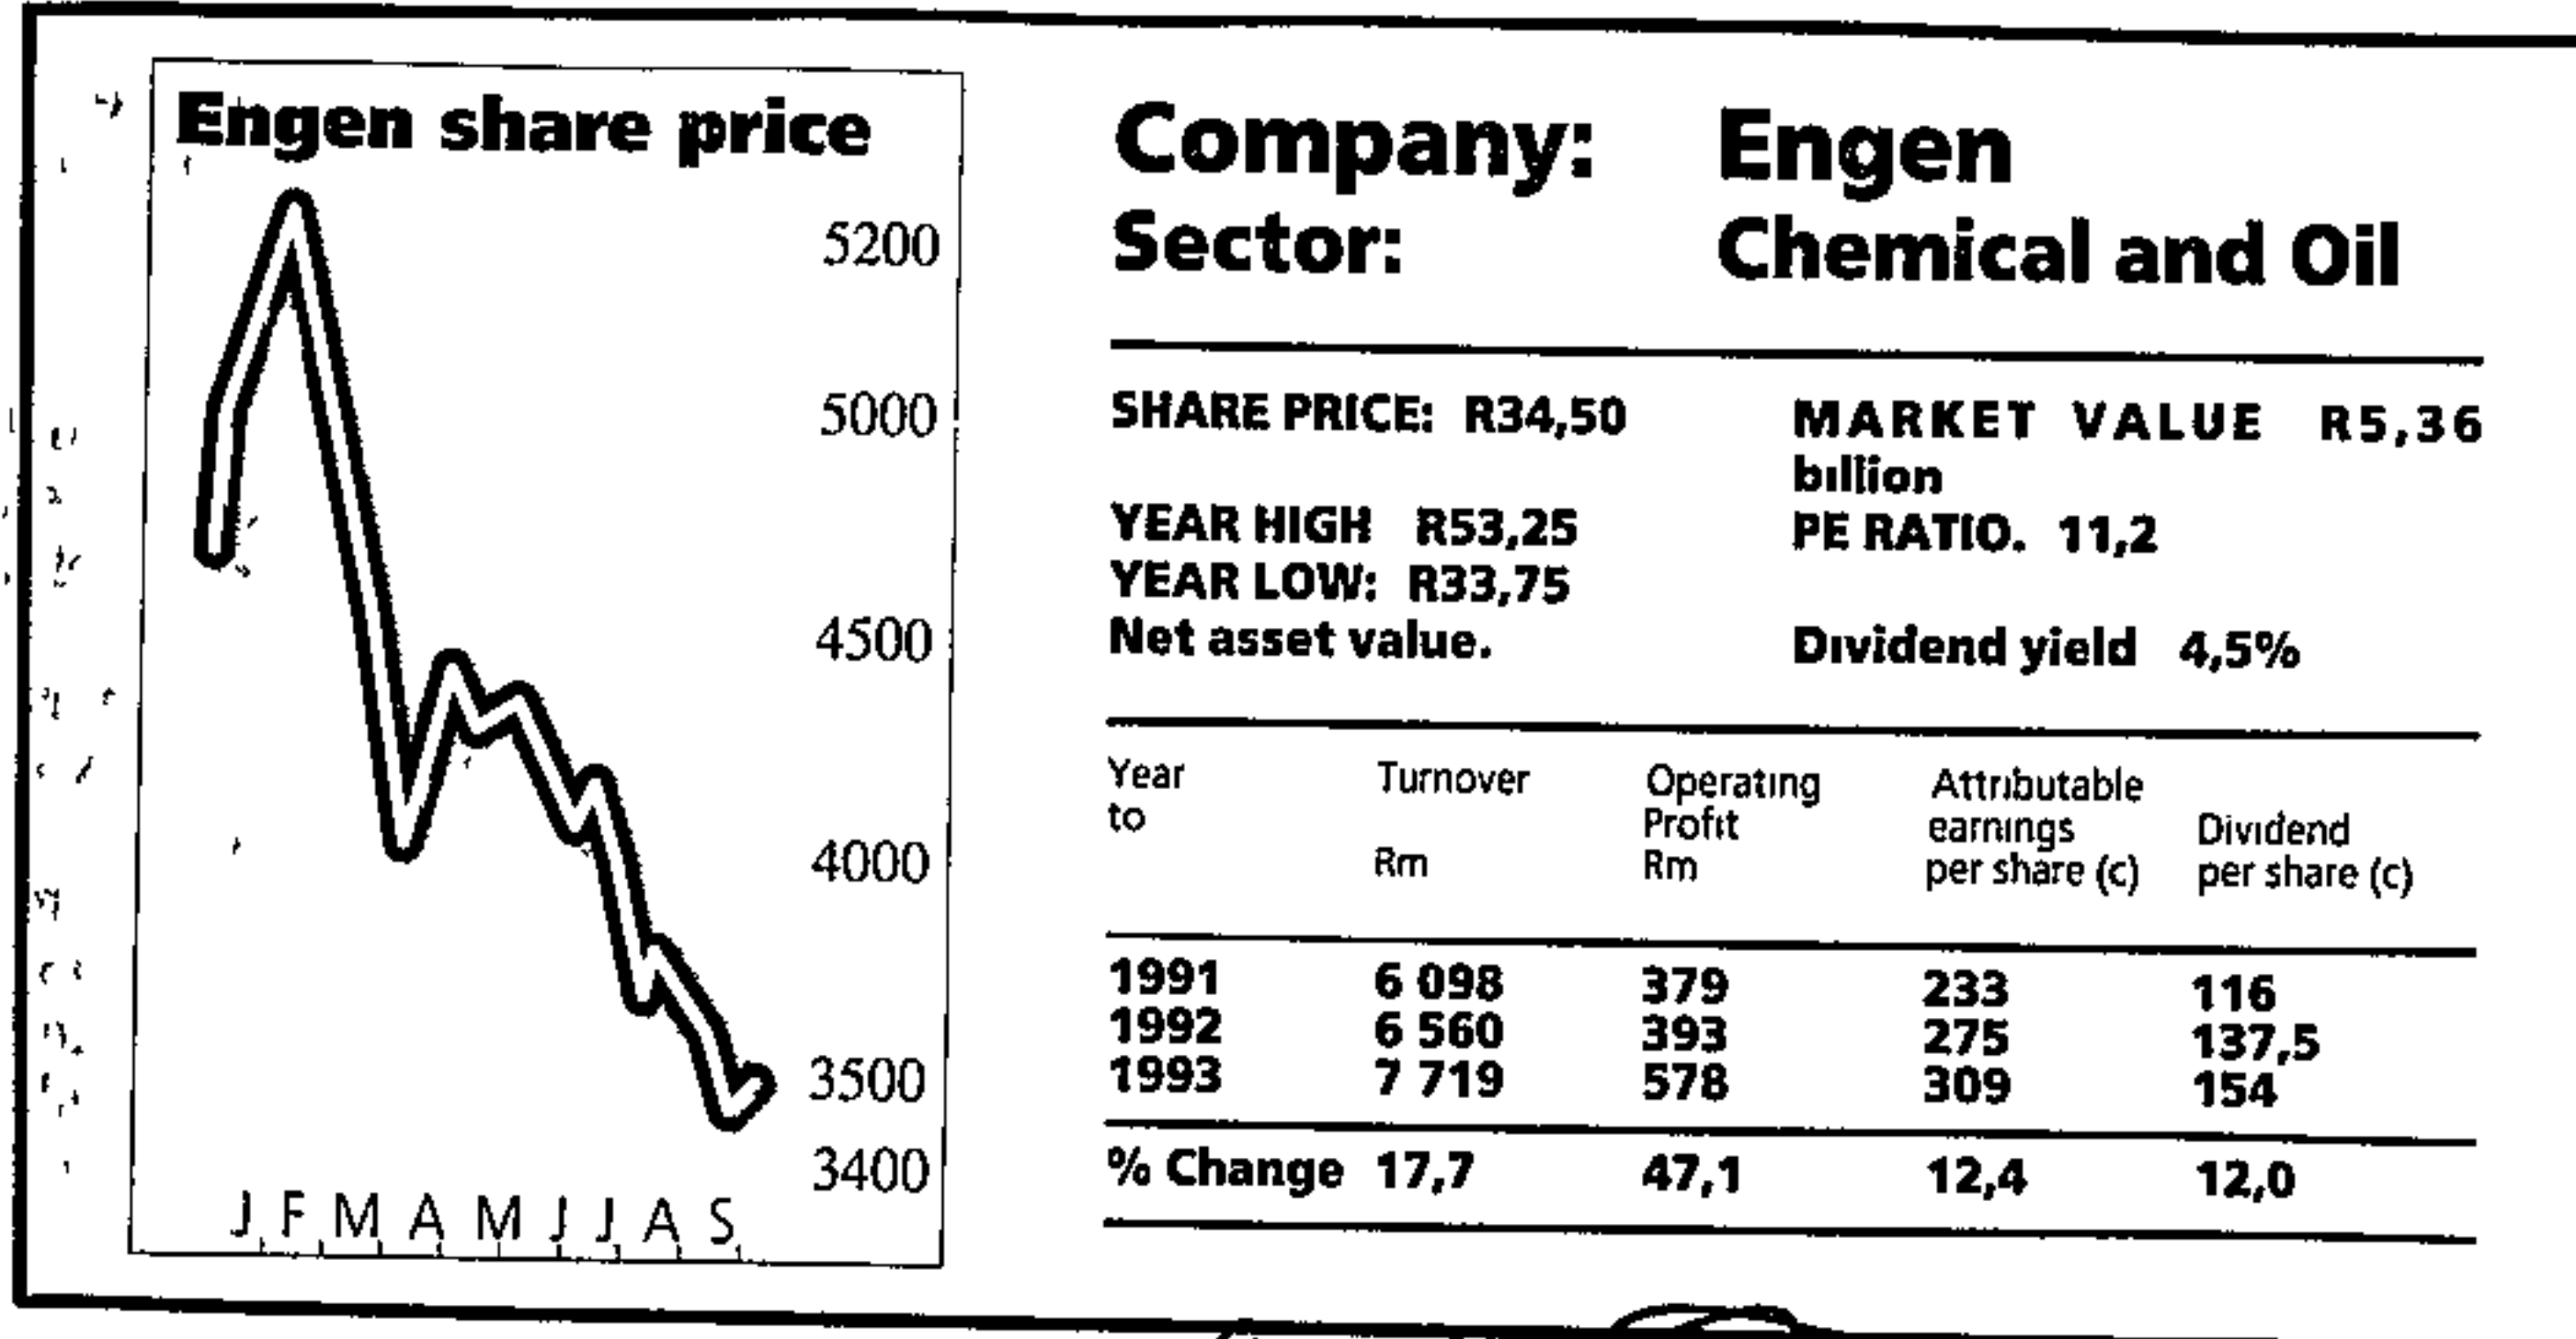 Engen share price
5200
5000
4500
4000
3500
3400
J F M A M J J A S
Company: Engen
Sector: Chemical and Oil
SHARE PRICE: R34,50
MARKET VALUE R5,36
billion
YEAR HIGH R53,25
PE RATIO. 11,2
YEAR LOW: R33,75
Net asset value.
Dividend yield 4,5%
Year to
Turnover
Rm
Operating
Profit
Rm
Attributable
earnings
per share (c)
Dividend
per share (c)
1991 6 098 379 233 116
1992 6 560 393 275 137,5
1993 7 719 578 309 154
% Change 17,7 47,1 12,4 12,0